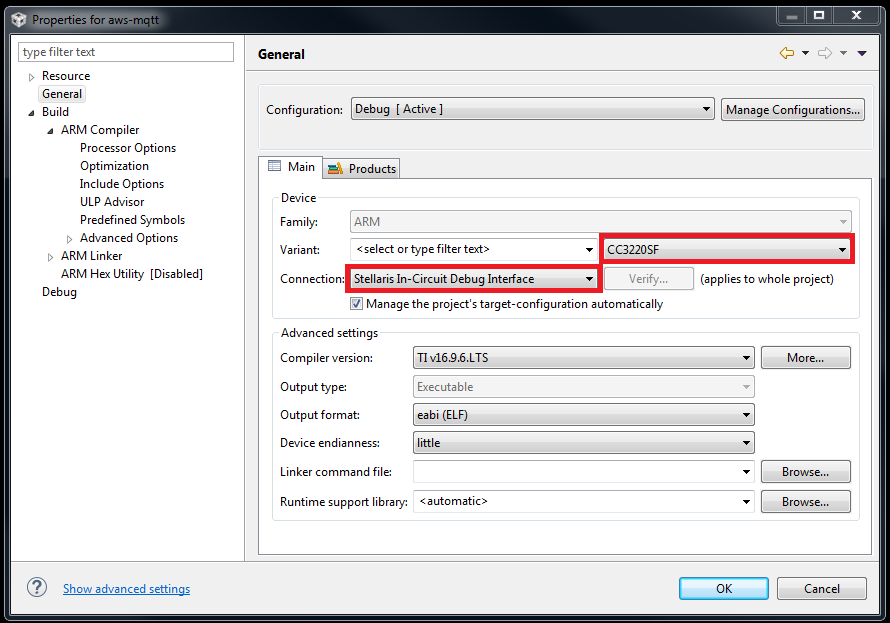 Properties for aws-mqtt
type filter text
Resource
General
Build
ARM Compiler
Processor Options
Optimization
Include Options
ULP Advisor
Predefined Symbols
Advanced Options
ARM Linker
ARM Hex Utility [Disabled]
Debug
General
Configuration: Debug [ Active ] Manage Configurations...
Main Products
Device
Family: ARM
Variant: <select or type filter text> CC3220SF
Connection: Stellaris In-Circuit Debug Interface Verify... (applies to whole project)
Manage the project's target-configuration automatically
Advanced settings
Compiler version: TI v16.9.6.LTS More...
Output type: Executable
Output format: eabi (ELF)
Device endianness: little
Linker command file: Browse...
Runtime support library: <automatic> Browse...
? Show advanced settings OK Cancel